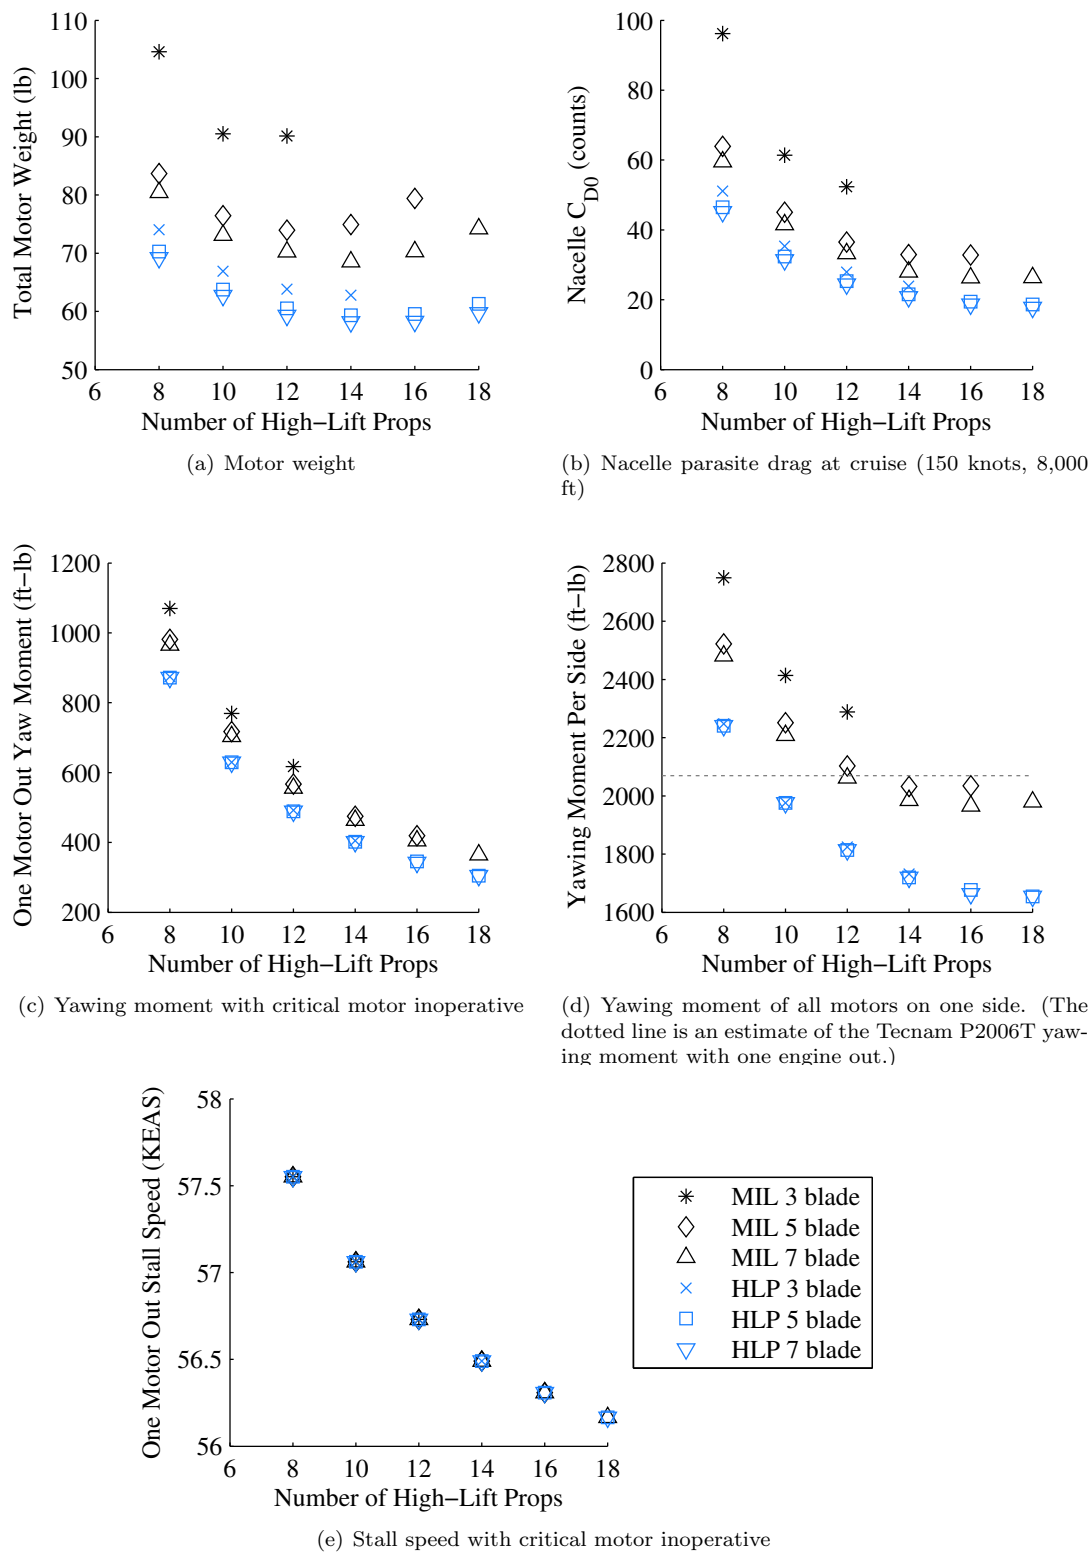 110
100
90
80
70
60
50
6 8 10 12 14 16 18
Total Motor Weight (lb)
Number of High−Lift Props
(a) Motor weight
100
80
60
40
20
0
6 8 10 12 14 16 18
Nacelle C_D0 (counts)
Number of High−Lift Props
(b) Nacelle parasite drag at cruise (150 knots, 8,000
ft)
1200
1000
800
600
400
200
6 8 10 12 14 16 18
One Motor Out Yaw Moment (ft−lb)
Number of High−Lift Props
(c) Yawing moment with critical motor inoperative
2800
2600
2400
2200
2000
1800
1600
6 8 10 12 14 16 18
Yawing Moment Per Side (ft−lb)
Number of High−Lift Props
(d) Yawing moment of all motors on one side. (The
dotted line is an estimate of the Tecnam P2006T yaw-
ing moment with one engine out.)
58
57.5
57
56.5
56
6 8 10 12 14 16 18
One Motor Out Stall Speed (KEAS)
Number of High−Lift Props
MIL 3 blade
MIL 5 blade
MIL 7 blade
HLP 3 blade
HLP 5 blade
HLP 7 blade
(e) Stall speed with critical motor inoperative